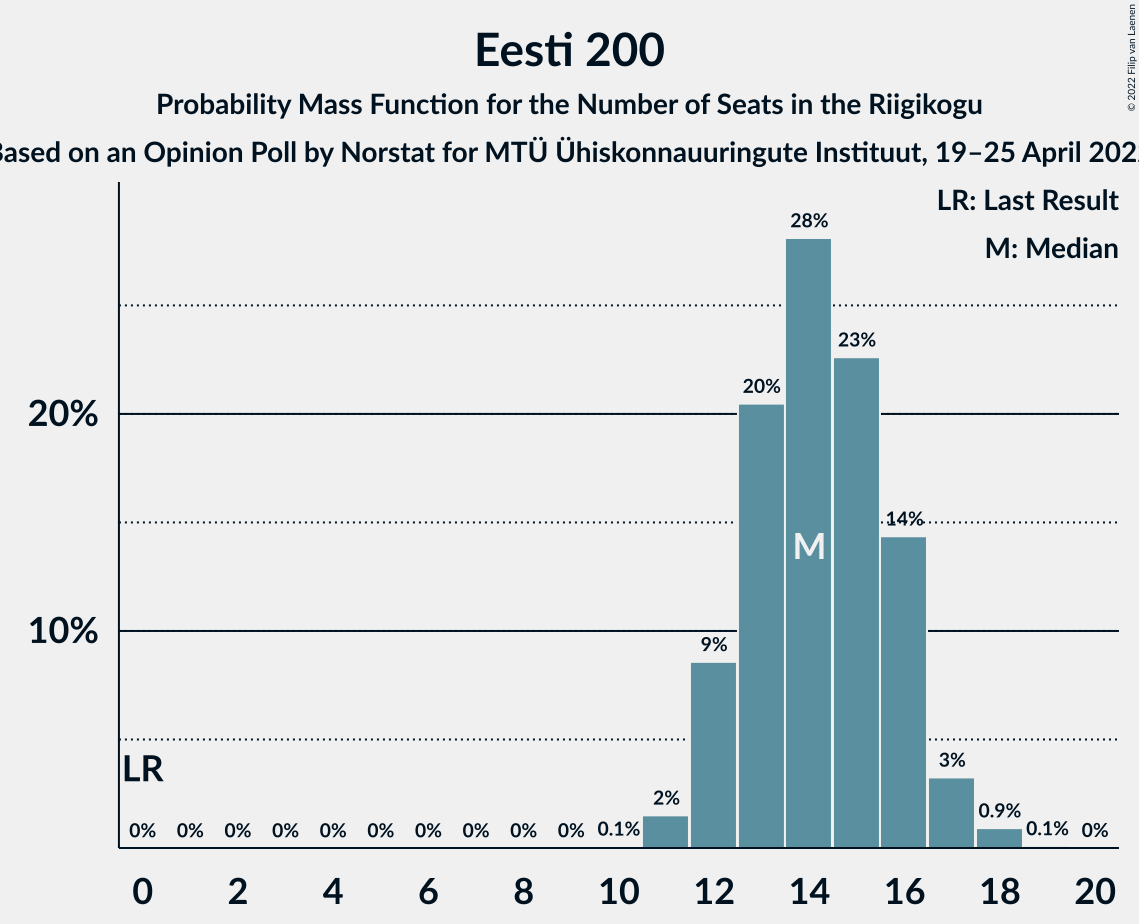 © 2022 Filip van Laenen
Eesti 200
Probability Mass Function for the Number of Seats in the Riigikogu
Based on an Opinion Poll by Norstat for MTÜ Ühiskonnauuringute Instituut, 19–25 April 2022
LR: Last Result
M: Median
28%
23%
20%
20%
14%
M
10%
9%
LR
3%
2%
0.9%
0% 0% 0% 0% 0% 0% 0% 0% 0% 0% 0.1% 0.1% 0%
0 2 4 6 8 10 12 14 16 18 20